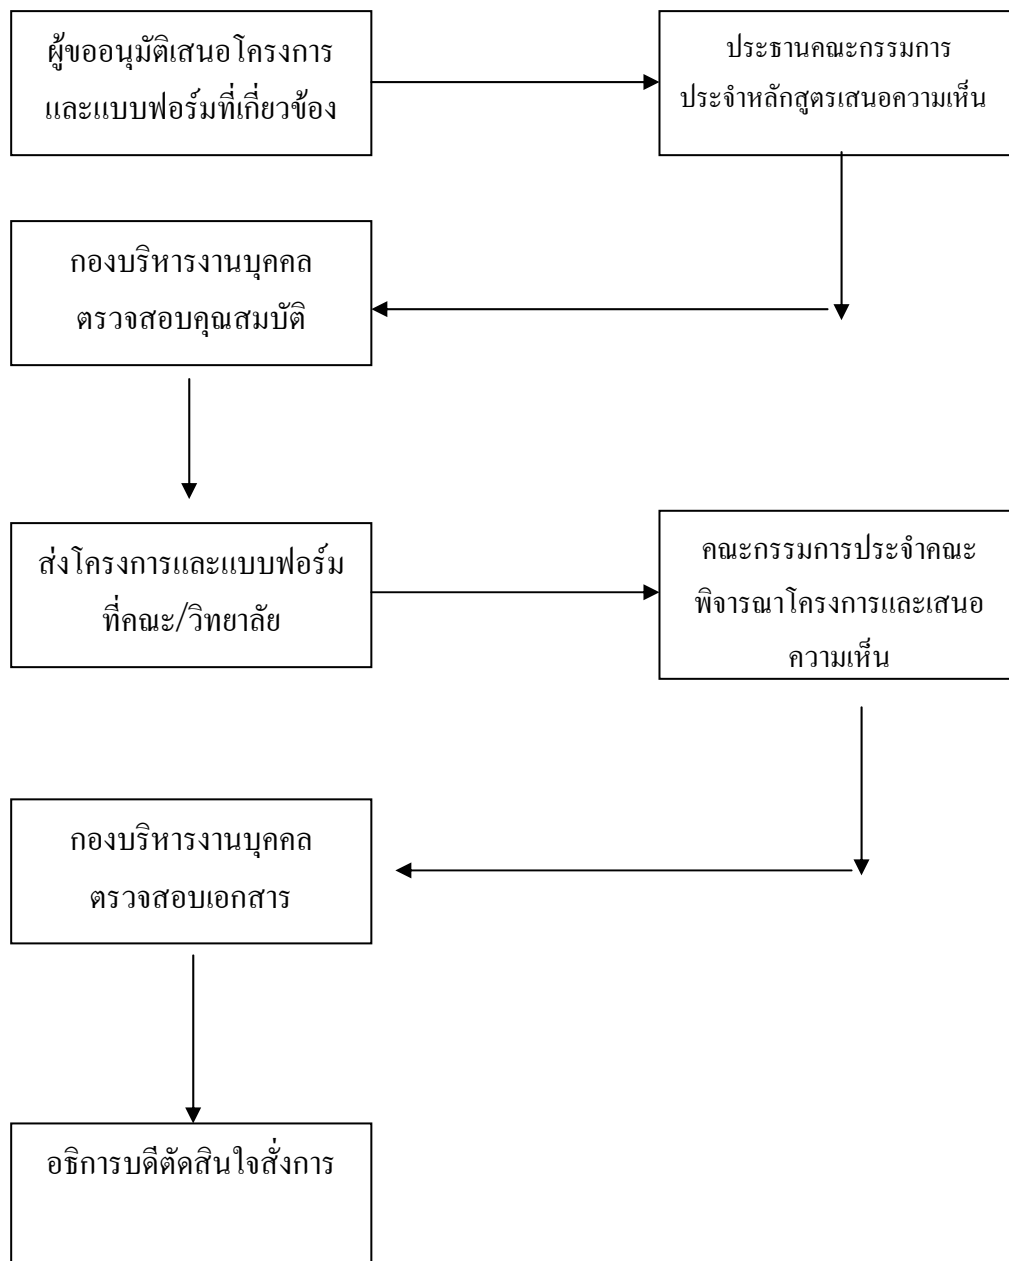 ผู้ขออนุมัติเสนอโครงการ
และแบบฟอร์มที่เกี่ยวข้อง
ประธานคณะกรรมการ
ประจำหลักสูตรเสนอความเห็น
กองบริหารงานบุคคล
ตรวจสอบคุณสมบัติ
ส่งโครงการและแบบฟอร์ม
ที่คณะ/วิทยาลัย
คณะกรรมการประจำคณะ
พิจารณาโครงการและเสนอ
ความเห็น
กองบริหารงานบุคคล
ตรวจสอบเอกสาร
อธิการบดีตัดสินใจสั่งการ